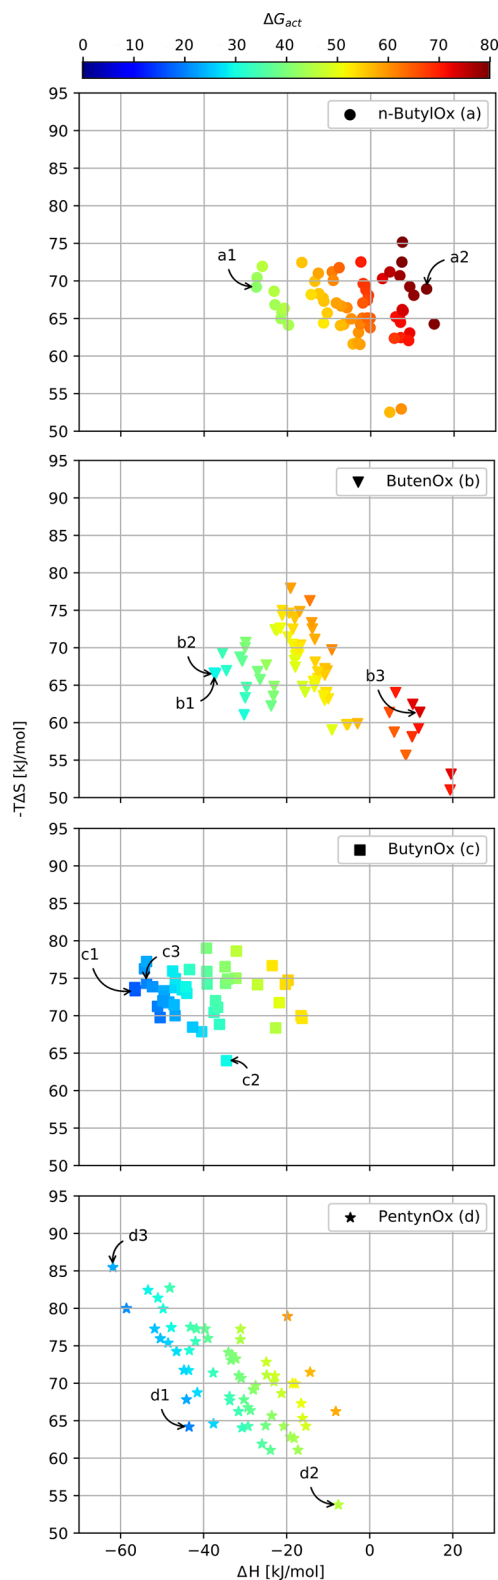 ΔG_act
0 10 20 30 40 50 60 70 80
n-ButylOx (a)
95
90
85
80
75
70
65
60
55
50
a1
a2
ButenOx (b)
95
90
85
80
75
70
65
60
55
50
b2
b1
b3
-TΔS [kJ/mol]
ButynOx (c)
95
90
85
80
75
70
65
60
55
50
c1
c3
c2
PentynOx (d)
95
90
85
80
75
70
65
60
55
50
d3
d1
d2
−60 −40 −20 0 20
ΔH [kJ/mol]